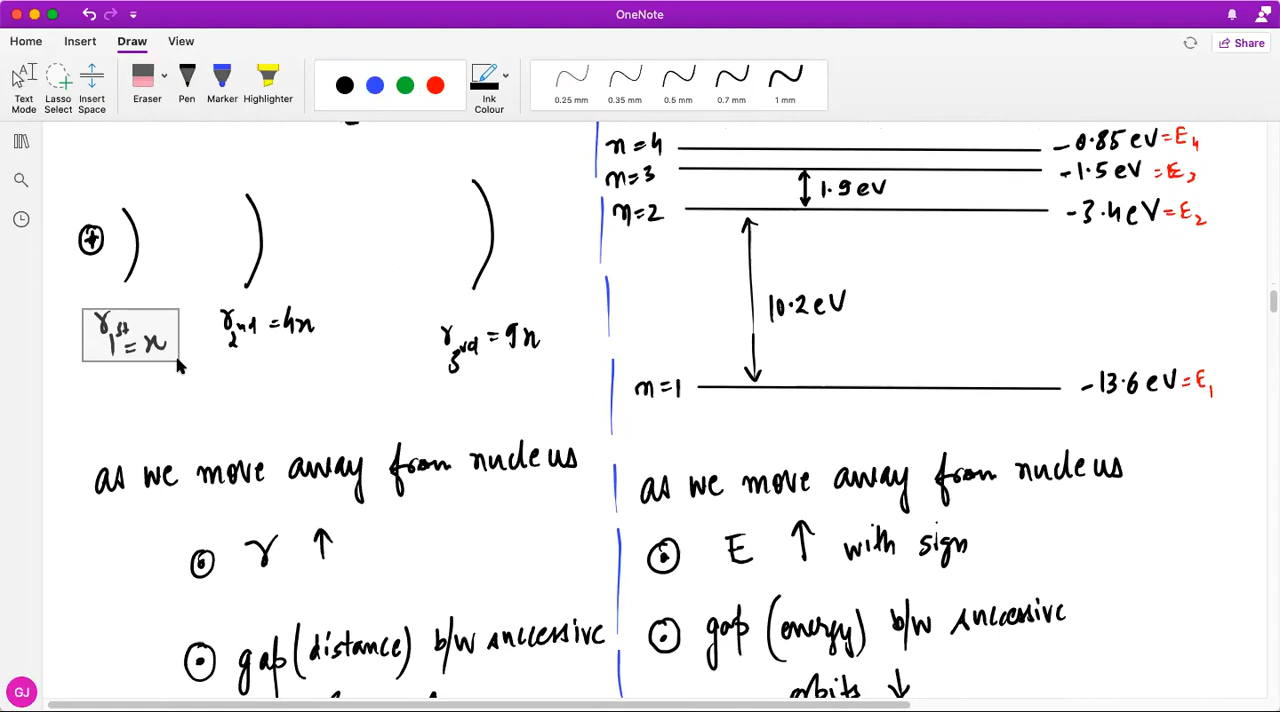 OneNote
Home Insert Draw View
Share
Text Mode
Lasso Select
Insert Space
Eraser
Pen
Marker
Highlighter
Ink Colour
0.25 mm
0.35 mm
0.5 mm
0.7 mm
1 mm
r 1st = x
r 2nd = 4x
r 3rd = 9x
as we move away from nucleus
⊙ r ↑
⊙ gap (distance) b/w successive
n=4 -0.85 eV = E4
n=3 -1.5 eV = E3
1.9 eV
n=2 -3.4 eV = E2
10.2 eV
n=1 -13.6 eV = E1
as we move away from nucleus
⊙ E ↑ with sign
⊙ gap (energy) b/w successive
orbits ↓
GJ